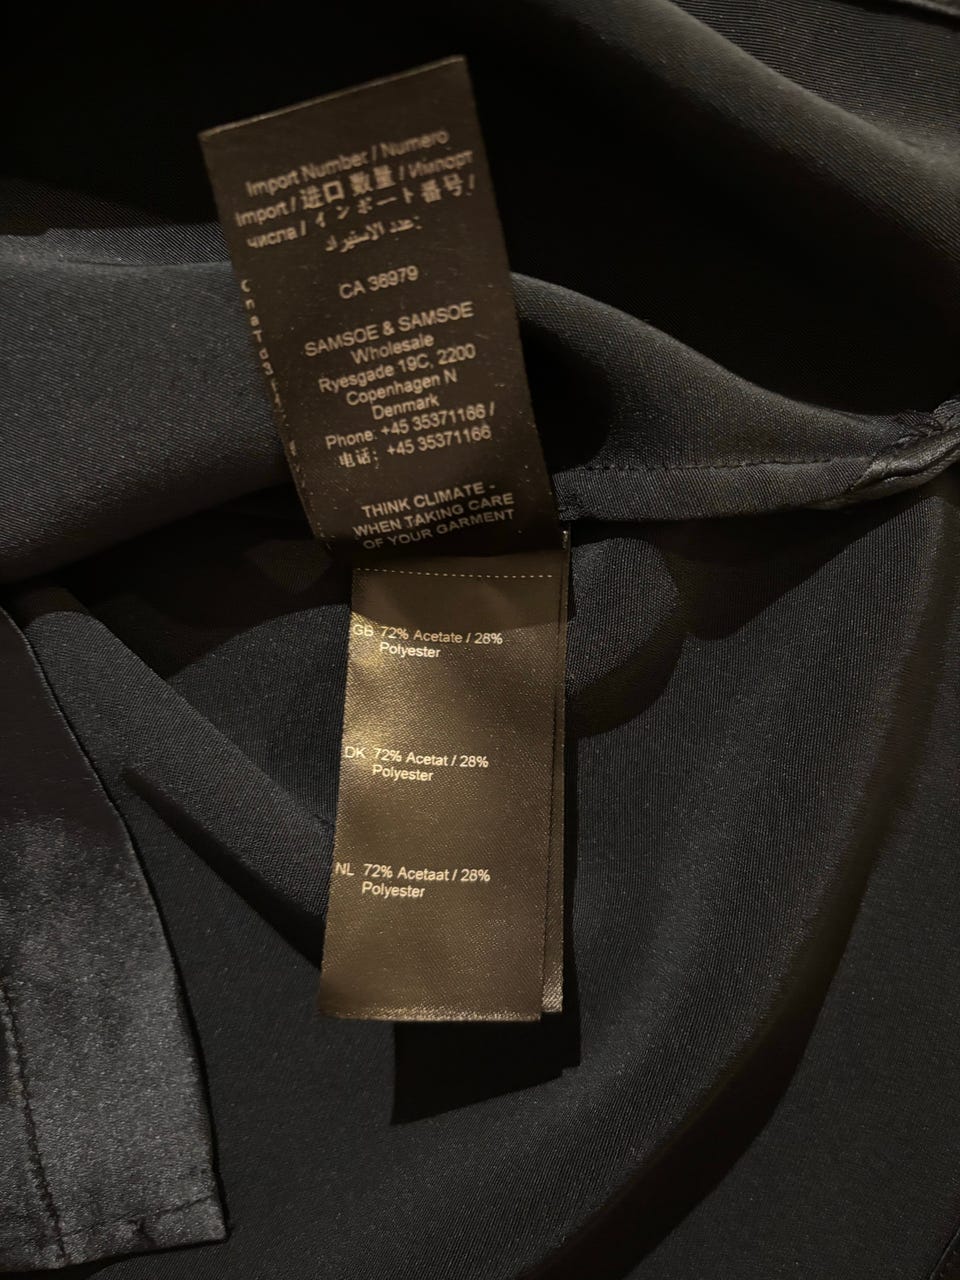 Import Number / Numero
Import / 进口 数量 / Импорт
числа / インポート番号 /
عدد الاستيراد:
CA 36979
SAMSOE & SAMSOE
Wholesale
Ryesgade 19C, 2200
Copenhagen N
Denmark
Phone: +45 35371166 /
电话: +45 35371166
THINK CLIMATE -
WHEN TAKING CARE
OF YOUR GARMENT
GB 72% Acetate / 28%
Polyester
DK 72% Acetat / 28%
Polyester
NL 72% Acetaat / 28%
Polyester